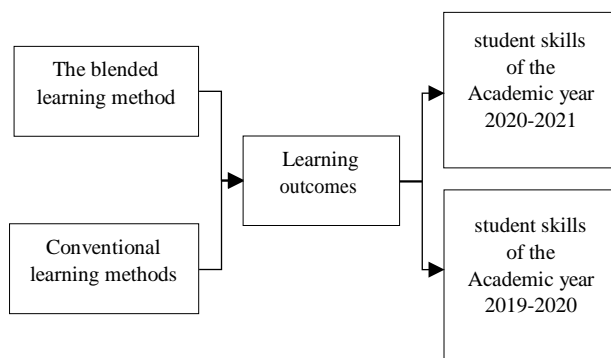 The blended
learning method
Conventional
learning methods
Learning
outcomes
student skills
of the
Academic year
2020-2021
student skills
of the
Academic year
2019-2020